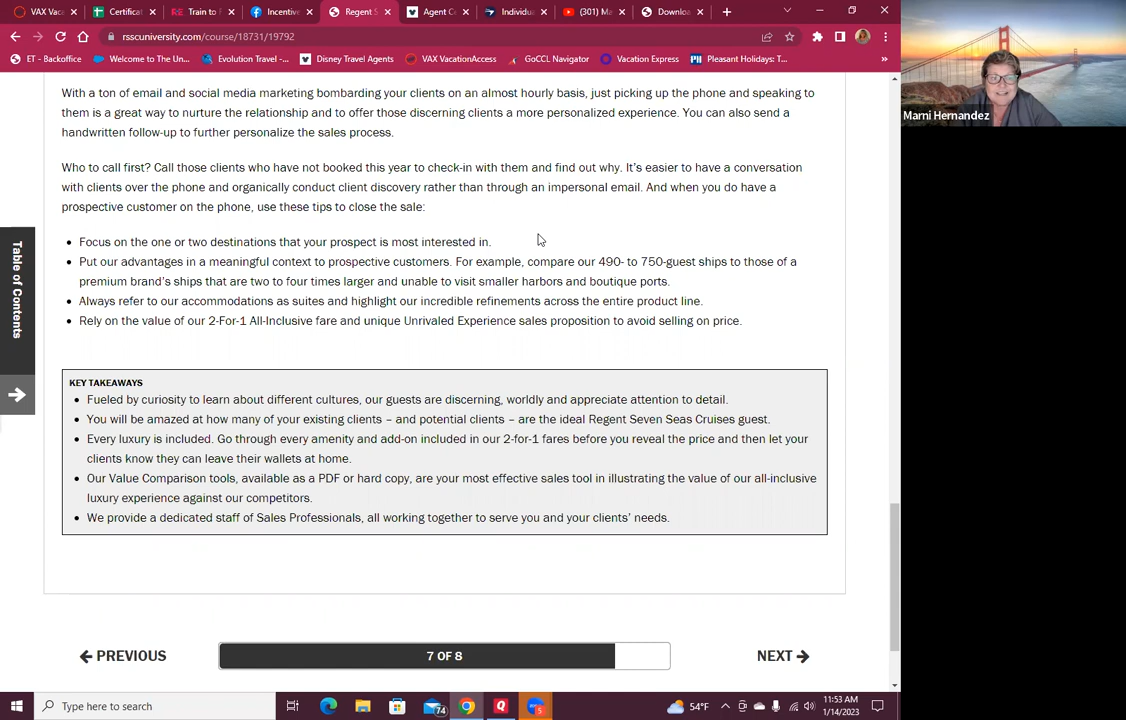 VAX Vaca
Certificat
Train to F
Incentive
Regent S
Agent Ce
Individua
(301) Ma
Downloa
rsscuniversity.com/course/18731/19792
ET - Backoffice
Welcome to The Un...
Evolution Travel -...
Disney Travel Agents
VAX VacationAccess
GoCCL Navigator
Vacation Express
Pleasant Holidays: T...
»
Marni Hernandez
With a ton of email and social media marketing bombarding your clients on an almost hourly basis, just picking up the phone and speaking to
them is a great way to nurture the relationship and to offer those discerning clients a more personalized experience. You can also send a
handwritten follow-up to further personalize the sales process.
Who to call first? Call those clients who have not booked this year to check-in with them and find out why. It's easier to have a conversation
with clients over the phone and organically conduct client discovery rather than through an impersonal email. And when you do have a
prospective customer on the phone, use these tips to close the sale:
• Focus on the one or two destinations that your prospect is most interested in.
• Put our advantages in a meaningful context to prospective customers. For example, compare our 490- to 750-guest ships to those of a
premium brand's ships that are two to four times larger and unable to visit smaller harbors and boutique ports.
• Always refer to our accommodations as suites and highlight our incredible refinements across the entire product line.
• Rely on the value of our 2-For-1 All-Inclusive fare and unique Unrivaled Experience sales proposition to avoid selling on price.
Table of Contents
KEY TAKEAWAYS
• Fueled by curiosity to learn about different cultures, our guests are discerning, worldly and appreciate attention to detail.
• You will be amazed at how many of your existing clients – and potential clients – are the ideal Regent Seven Seas Cruises guest.
• Every luxury is included. Go through every amenity and add-on included in our 2-for-1 fares before you reveal the price and then let your
clients know they can leave their wallets at home.
• Our Value Comparison tools, available as a PDF or hard copy, are your most effective sales tool in illustrating the value of our all-inclusive
luxury experience against our competitors.
• We provide a dedicated staff of Sales Professionals, all working together to serve you and your clients' needs.
PREVIOUS
7 OF 8
NEXT
Type here to search
74
5
54°F
11:53 AM
1/14/2023